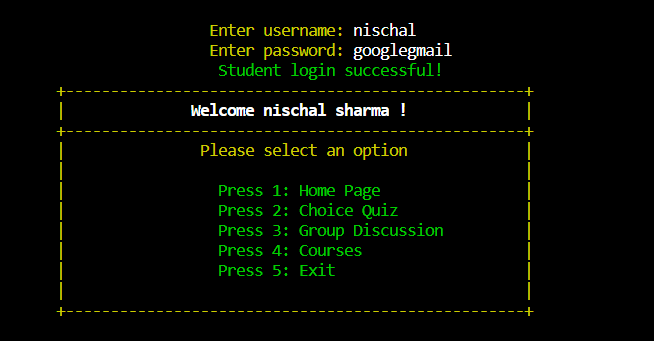 Enter username: nischal
Enter password: googlegmail
Student login successful!
Welcome nischal sharma !
Please select an option
Press 1: Home Page
Press 2: Choice Quiz
Press 3: Group Discussion
Press 4: Courses
Press 5: Exit